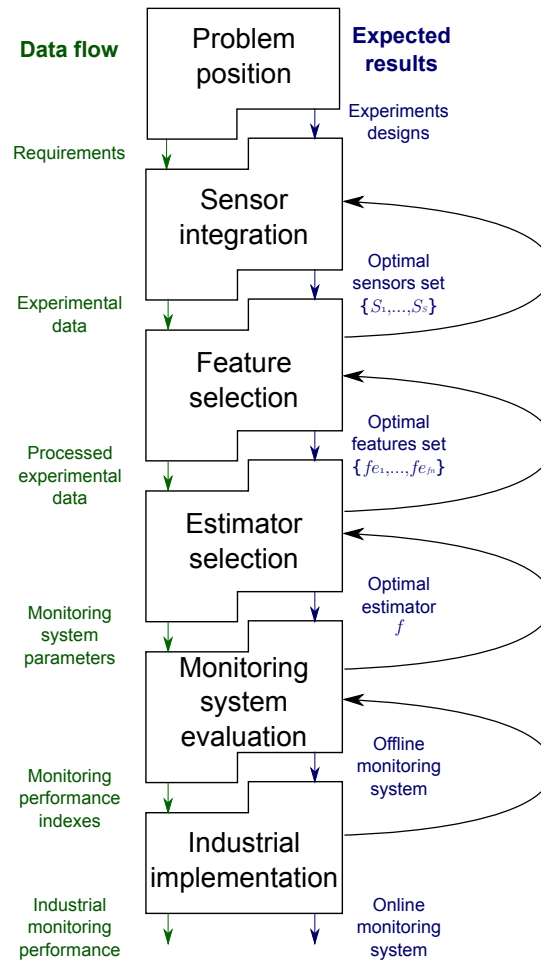 Data flow
Problem
position
Expected
results
Requirements
Experiments
designs
Sensor
integration
Experimental
data
Optimal
sensors set
{S₁,...,Sₛ}
Feature
selection
Processed
experimental
data
Optimal
features set
{fe₁,...,fe_fₙ}
Estimator
selection
Monitoring
system
parameters
Optimal
estimator
f
Monitoring
system
evaluation
Monitoring
performance
indexes
Offline
monitoring
system
Industrial
implementation
Industrial
monitoring
performance
Online
monitoring
system